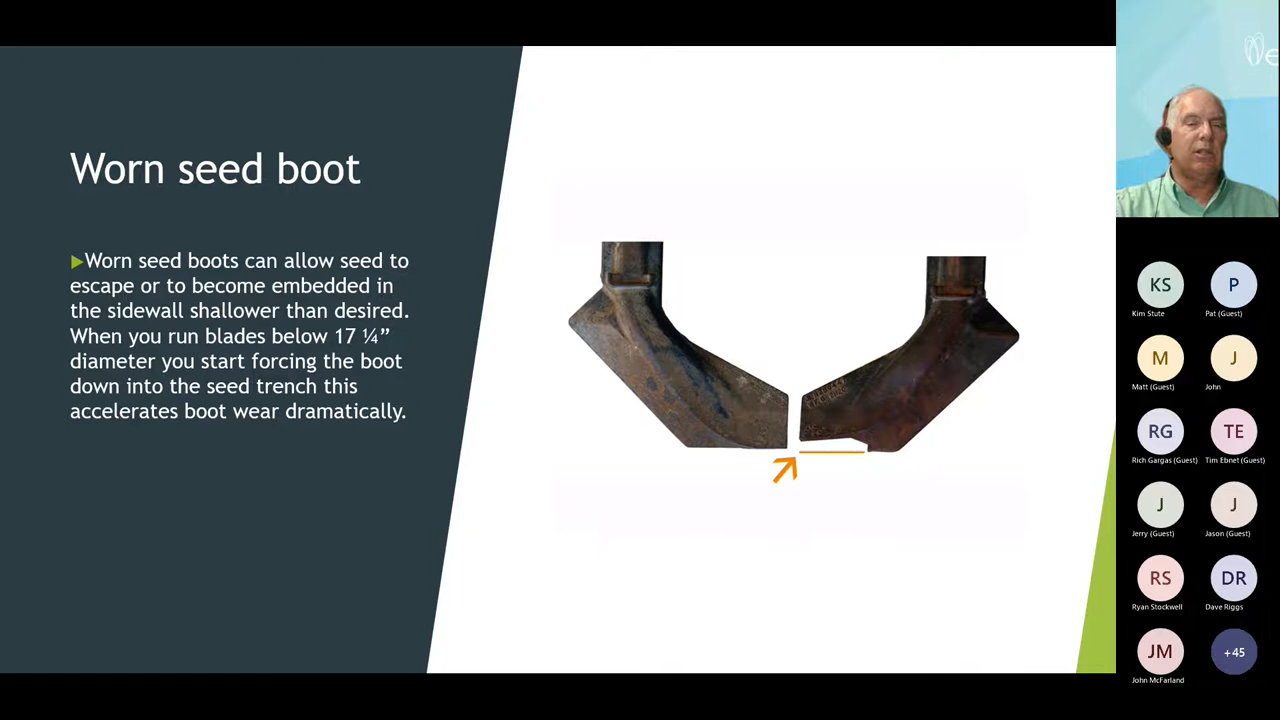 Worn seed boot
Worn seed boots can allow seed to
escape or to become embedded in
the sidewall shallower than desired.
When you run blades below 17 ¼”
diameter you start forcing the boot
down into the seed trench this
accelerates boot wear dramatically.
KS
Kim Stute
P
Pat (Guest)
M
Matt (Guest)
J
John
RG
Rich Gargas (Guest)
TE
Tim Ebnet (Guest)
J
Jerry (Guest)
J
Jason (Guest)
RS
Ryan Stockwell
DR
Dave Riggs
JM
John McFarland
+45